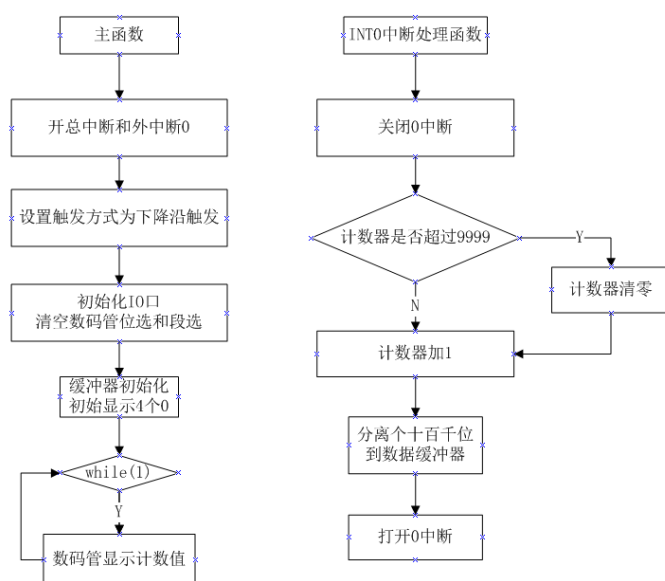 主函数
开总中断和外中断0
设置触发方式为下降沿触发
初始化IO口
清空数码管位选和段选
缓冲器初始化
初始显示4个0
while(1)
Y
数码管显示计数值
INT0中断处理函数
关闭0中断
计数器是否超过9999
Y
计数器清零
N
计数器加1
分离个十百千位
到数据缓冲器
打开0中断